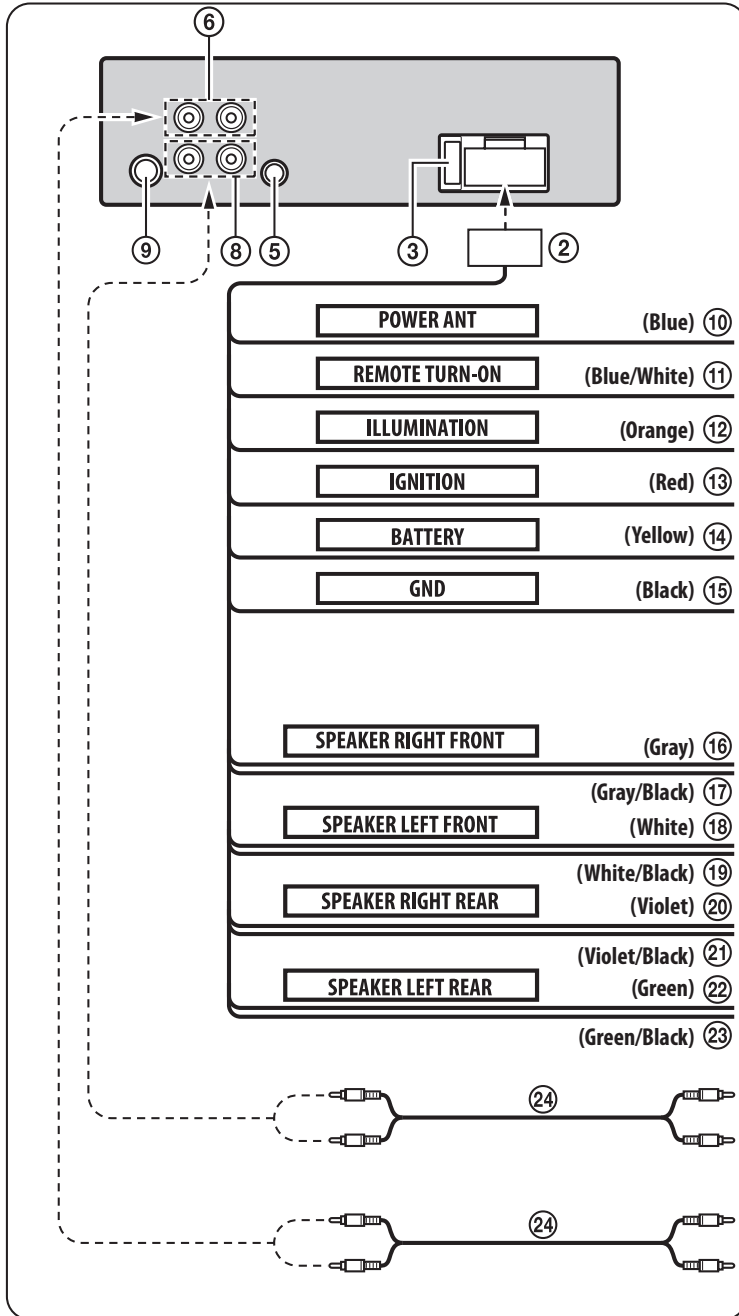 ⑥
⑨ ⑧ ⑤ ③ ②
POWER ANT (Blue) ⑩
REMOTE TURN-ON (Blue/White) ⑪
ILLUMINATION (Orange) ⑫
IGNITION (Red) ⑬
BATTERY (Yellow) ⑭
GND (Black) ⑮
SPEAKER RIGHT FRONT (Gray) ⑯
(Gray/Black) ⑰
SPEAKER LEFT FRONT (White) ⑱
(White/Black) ⑲
SPEAKER RIGHT REAR (Violet) ⑳
(Violet/Black) ㉑
SPEAKER LEFT REAR (Green) ㉒
(Green/Black) ㉓
㉔
㉔